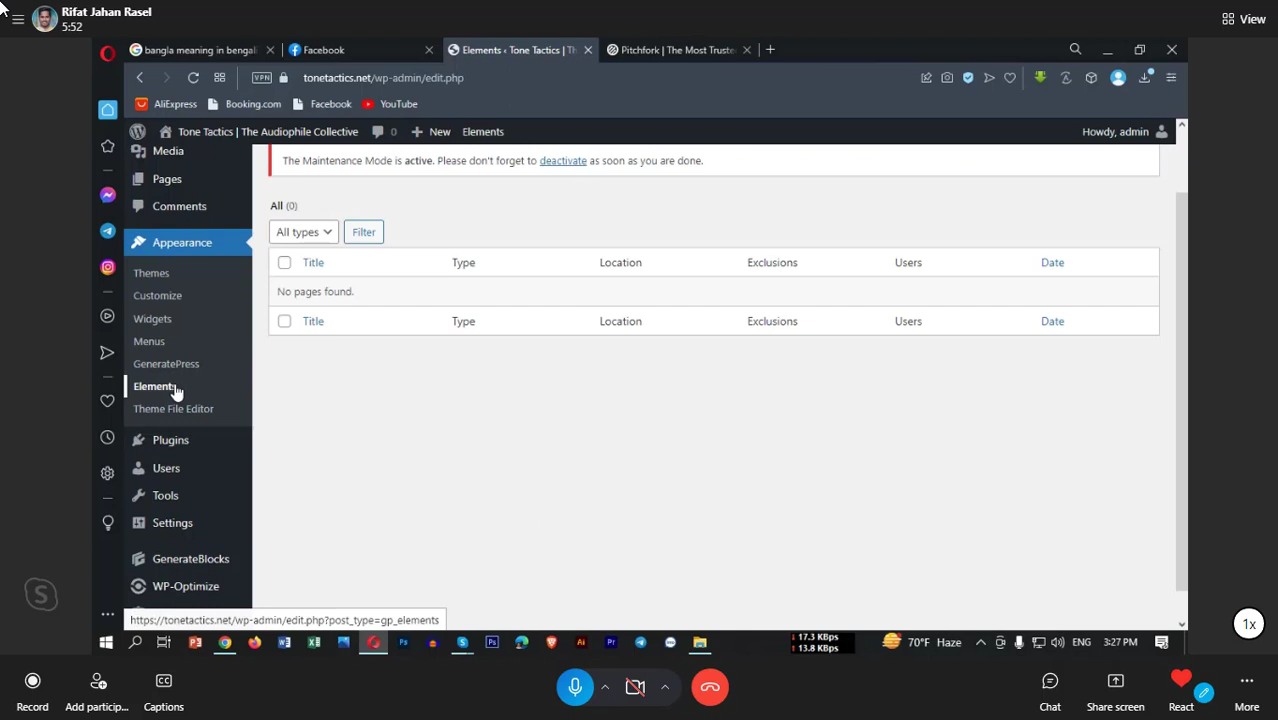 Rifat Jahan Rasel
5:52
View
bangla meaning in bengali
Facebook
Elements ‹ Tone Tactics | Th
Pitchfork | The Most Truste
VPN
tonetactics.net/wp-admin/edit.php
AliExpress
Booking.com
Facebook
YouTube
Tone Tactics | The Audiophile Collective
0
New
Elements
Howdy, admin
Media
Pages
Comments
Appearance
Themes
Customize
Widgets
Menus
GeneratePress
Elements
Theme File Editor
Plugins
Users
Tools
Settings
GenerateBlocks
WP-Optimize
The Maintenance Mode is active. Please don't forget to deactivate as soon as you are done.
All (0)
All types
Filter
Title Type Location Exclusions Users Date
No pages found.
Title Type Location Exclusions Users Date
https://tonetactics.net/wp-admin/edit.php?post_type=gp_elements
1x
17.3 KBps
13.8 KBps
70°F Haze
ENG
3:27 PM
Record
Add particip...
Captions
Chat
Share screen
React
More